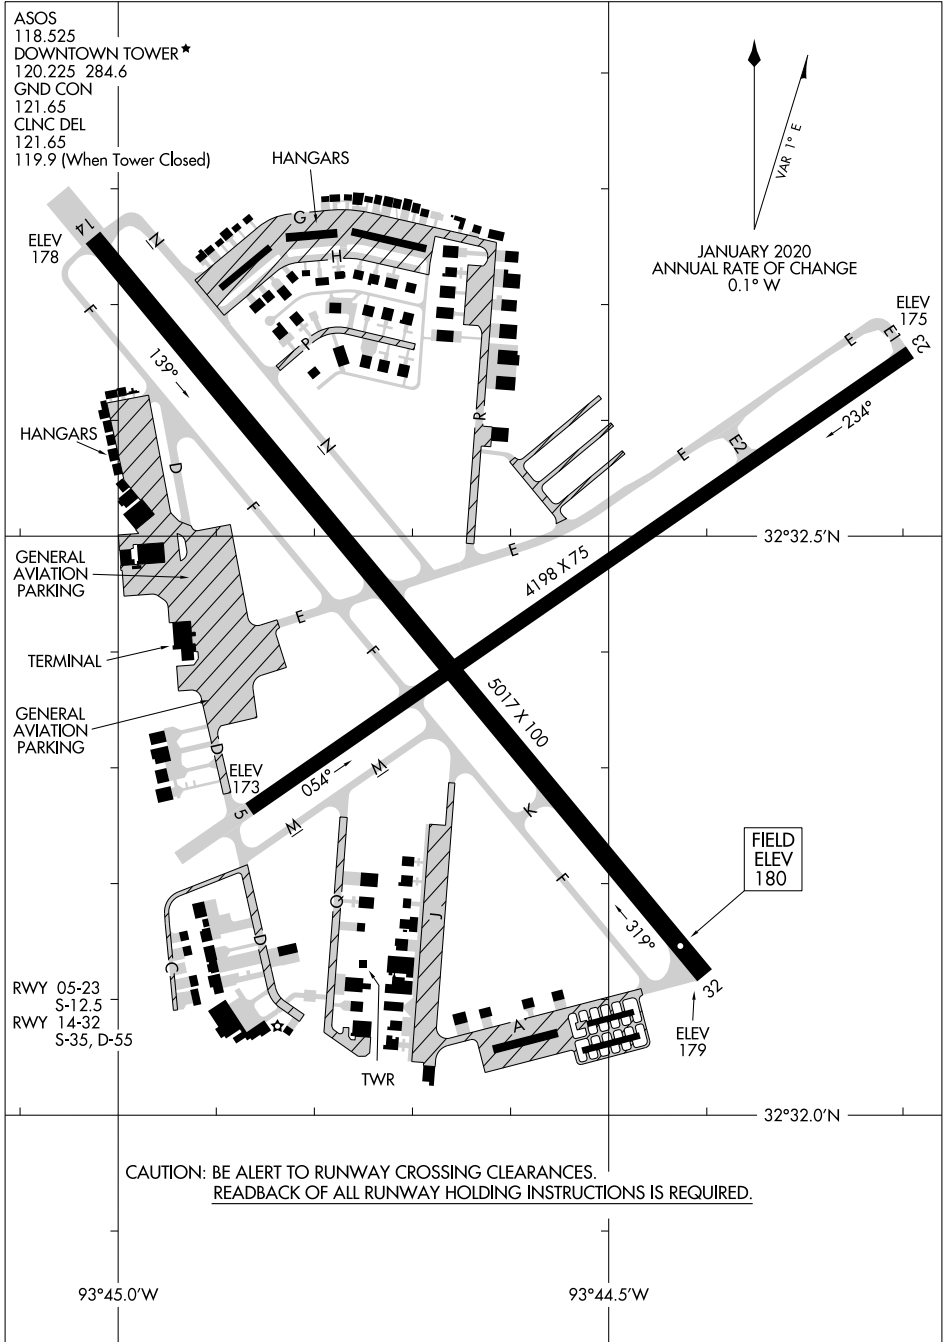 ASOS
118.525
DOWNTOWN TOWER★
120.225 284.6
GND CON
121.65
CLNC DEL
121.65
119.9 (When Tower Closed)
HANGARS
VAR 1° E
JANUARY 2020
ANNUAL RATE OF CHANGE
0.1° W
14
ELEV
178
N
G
H
P
F
139°
N
R
ELEV
175
E
E1
23
234°
E2
E
HANGARS
D
F
E
32°32.5'N
4198 X 75
GENERAL
AVIATION
PARKING
E
F
TERMINAL
5017 X 100
GENERAL
AVIATION
PARKING
D
ELEV
173
054°
M
5
M
K
F
FIELD
ELEV
180
Q
J
319°
D
C
32
ELEV
179
A
RWY 05-23
S-12.5
RWY 14-32
S-35, D-55
TWR
32°32.0'N
CAUTION: BE ALERT TO RUNWAY CROSSING CLEARANCES.
READBACK OF ALL RUNWAY HOLDING INSTRUCTIONS IS REQUIRED.
93°45.0'W
93°44.5'W